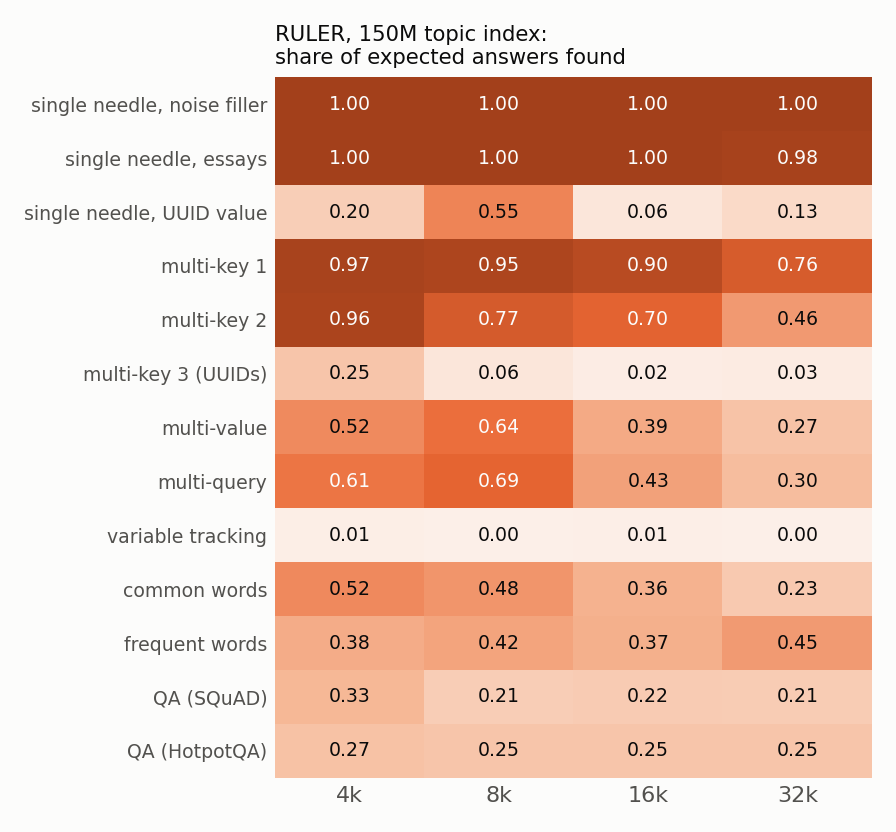 RULER, 150M topic index:
share of expected answers found
single needle, noise filler 1.00 1.00 1.00 1.00
single needle, essays 1.00 1.00 1.00 0.98
single needle, UUID value 0.20 0.55 0.06 0.13
multi-key 1 0.97 0.95 0.90 0.76
multi-key 2 0.96 0.77 0.70 0.46
multi-key 3 (UUIDs) 0.25 0.06 0.02 0.03
multi-value 0.52 0.64 0.39 0.27
multi-query 0.61 0.69 0.43 0.30
variable tracking 0.01 0.00 0.01 0.00
common words 0.52 0.48 0.36 0.23
frequent words 0.38 0.42 0.37 0.45
QA (SQuAD) 0.33 0.21 0.22 0.21
QA (HotpotQA) 0.27 0.25 0.25 0.25
4k 8k 16k 32k